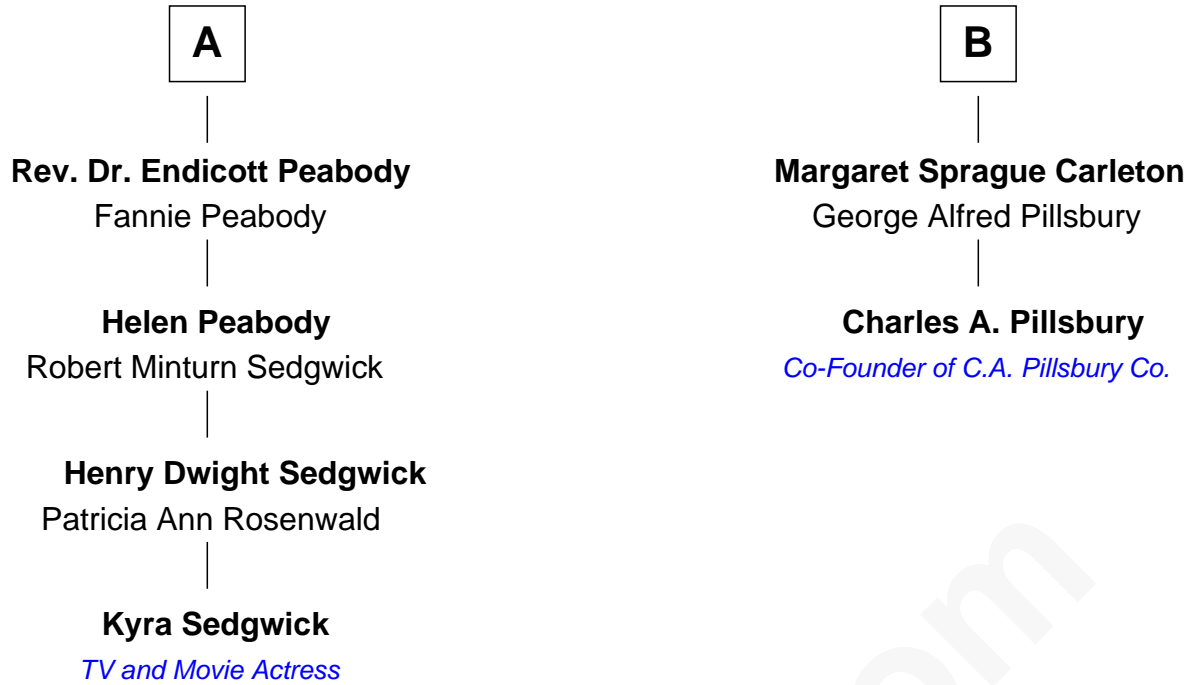 A
Rev. Dr. Endicott Peabody
Fannie Peabody
Helen Peabody
Robert Minturn Sedgwick
Henry Dwight Sedgwick
Patricia Ann Rosenwald
Kyra Sedgwick
TV and Movie Actress
B
Margaret Sprague Carleton
George Alfred Pillsbury
Charles A. Pillsbury
Co-Founder of C.A. Pillsbury Co.
om